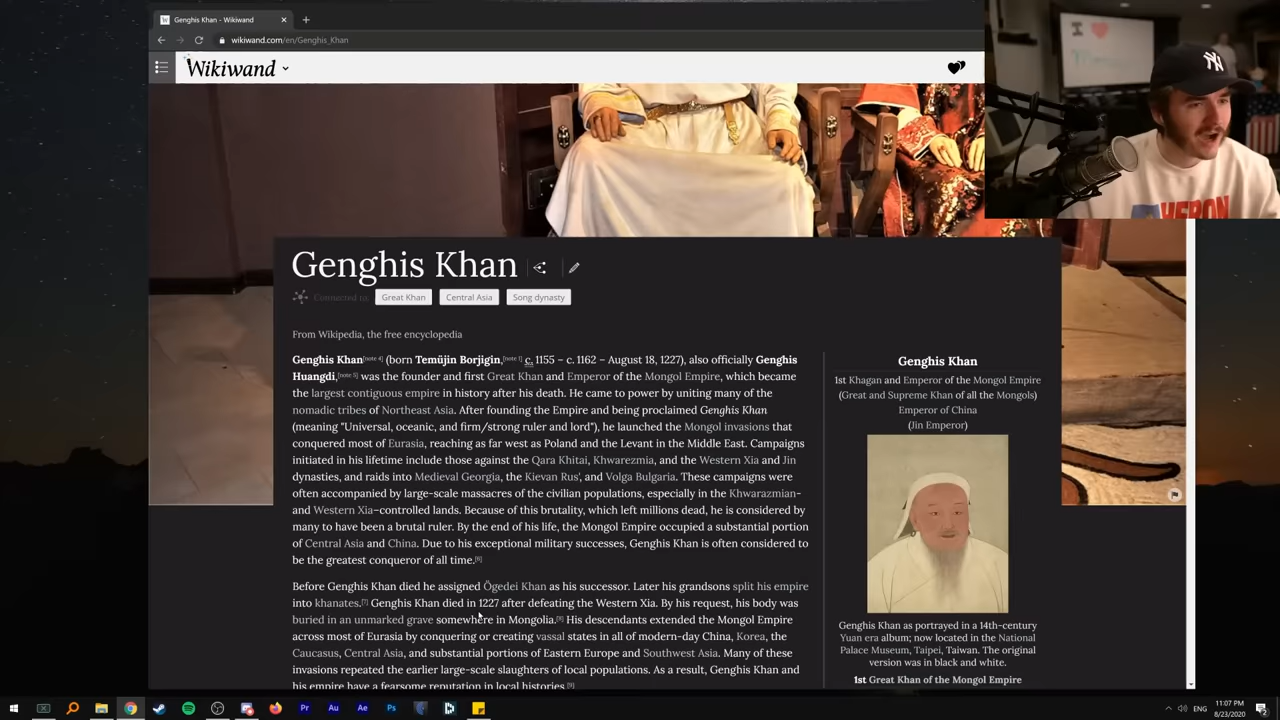 Genghis Khan - Wikiwand
wikiwand.com/en/Genghis_Khan
Wikiwand
I
HERON
Genghis Khan
Connected to:
Great Khan
Central Asia
Song dynasty
From Wikipedia, the free encyclopedia
Genghis Khan[note 4] (born Temüjin Borjigin,[note 1] c. 1155 – c. 1162 – August 18, 1227), also officially Genghis
Huangdi,[note 5] was the founder and first Great Khan and Emperor of the Mongol Empire, which became
the largest contiguous empire in history after his death. He came to power by uniting many of the
nomadic tribes of Northeast Asia. After founding the Empire and being proclaimed Genghis Khan
(meaning "Universal, oceanic, and firm/strong ruler and lord"), he launched the Mongol invasions that
conquered most of Eurasia, reaching as far west as Poland and the Levant in the Middle East. Campaigns
initiated in his lifetime include those against the Qara Khitai, Khwarezmia, and the Western Xia and Jin
dynasties, and raids into Medieval Georgia, the Kievan Rus', and Volga Bulgaria. These campaigns were
often accompanied by large-scale massacres of the civilian populations, especially in the Khwarazmian-
and Western Xia–controlled lands. Because of this brutality, which left millions dead, he is considered by
many to have been a brutal ruler. By the end of his life, the Mongol Empire occupied a substantial portion
of Central Asia and China. Due to his exceptional military successes, Genghis Khan is often considered to
be the greatest conqueror of all time.[6]
Before Genghis Khan died he assigned Ögedei Khan as his successor. Later his grandsons split his empire
into khanates.[7] Genghis Khan died in 1227 after defeating the Western Xia. By his request, his body was
buried in an unmarked grave somewhere in Mongolia.[8] His descendants extended the Mongol Empire
across most of Eurasia by conquering or creating vassal states in all of modern-day China, Korea, the
Caucasus, Central Asia, and substantial portions of Eastern Europe and Southwest Asia. Many of these
invasions repeated the earlier large-scale slaughters of local populations. As a result, Genghis Khan and
his empire have a fearsome reputation in local histories.[9]
Genghis Khan
1st Khagan and Emperor of the Mongol Empire
(Great and Supreme Khan of all the Mongols)
Emperor of China
(Jin Emperor)
Genghis Khan as portrayed in a 14th-century
Yuan era album; now located in the National
Palace Museum, Taipei, Taiwan. The original
version was in black and white.
1st Great Khan of the Mongol Empire
Pr
Au
Ae
Ps
ENG
11:07 PM
8/23/2020
2